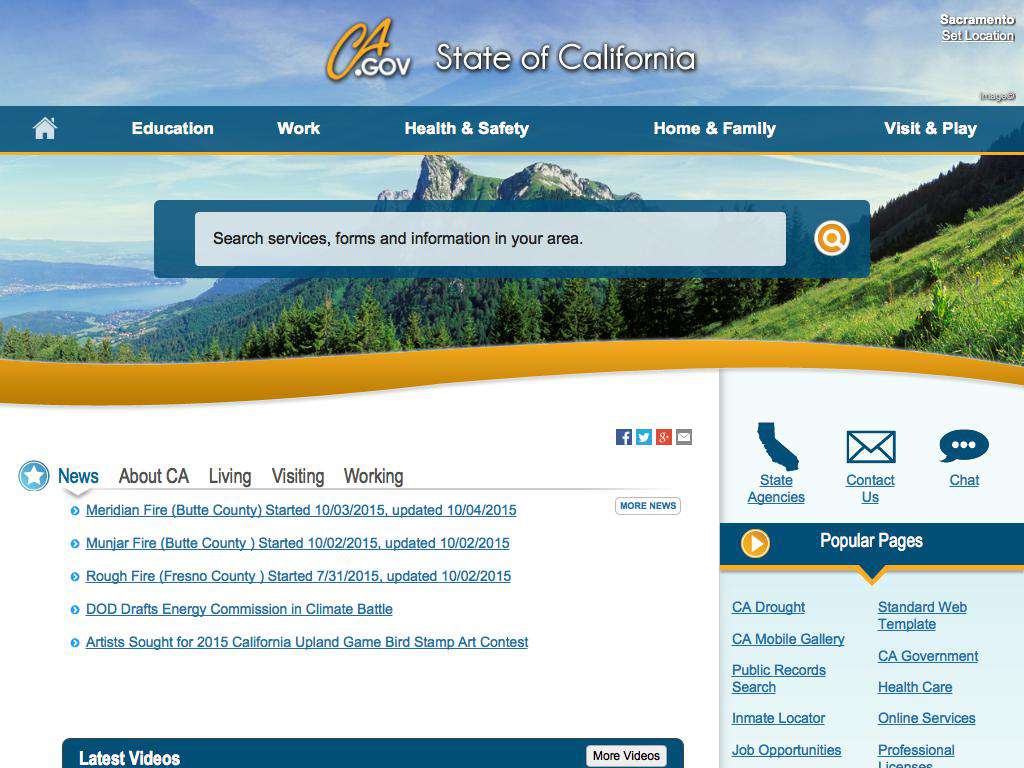 Sacramento
Set Location
CA.GOV State of California
Image©
Education Work Health & Safety Home & Family Visit & Play
Search services, forms and information in your area.
State Agencies
Contact Us
Chat
News About CA Living Visiting Working
MORE NEWS
Meridian Fire (Butte County) Started 10/03/2015, updated 10/04/2015
Munjar Fire (Butte County ) Started 10/02/2015, updated 10/02/2015
Rough Fire (Fresno County ) Started 7/31/2015, updated 10/02/2015
DOD Drafts Energy Commission in Climate Battle
Artists Sought for 2015 California Upland Game Bird Stamp Art Contest
Latest Videos
More Videos
Popular Pages
CA Drought
CA Mobile Gallery
Public Records
Search
Inmate Locator
Job Opportunities
Standard Web
Template
CA Government
Health Care
Online Services
Professional
Licenses